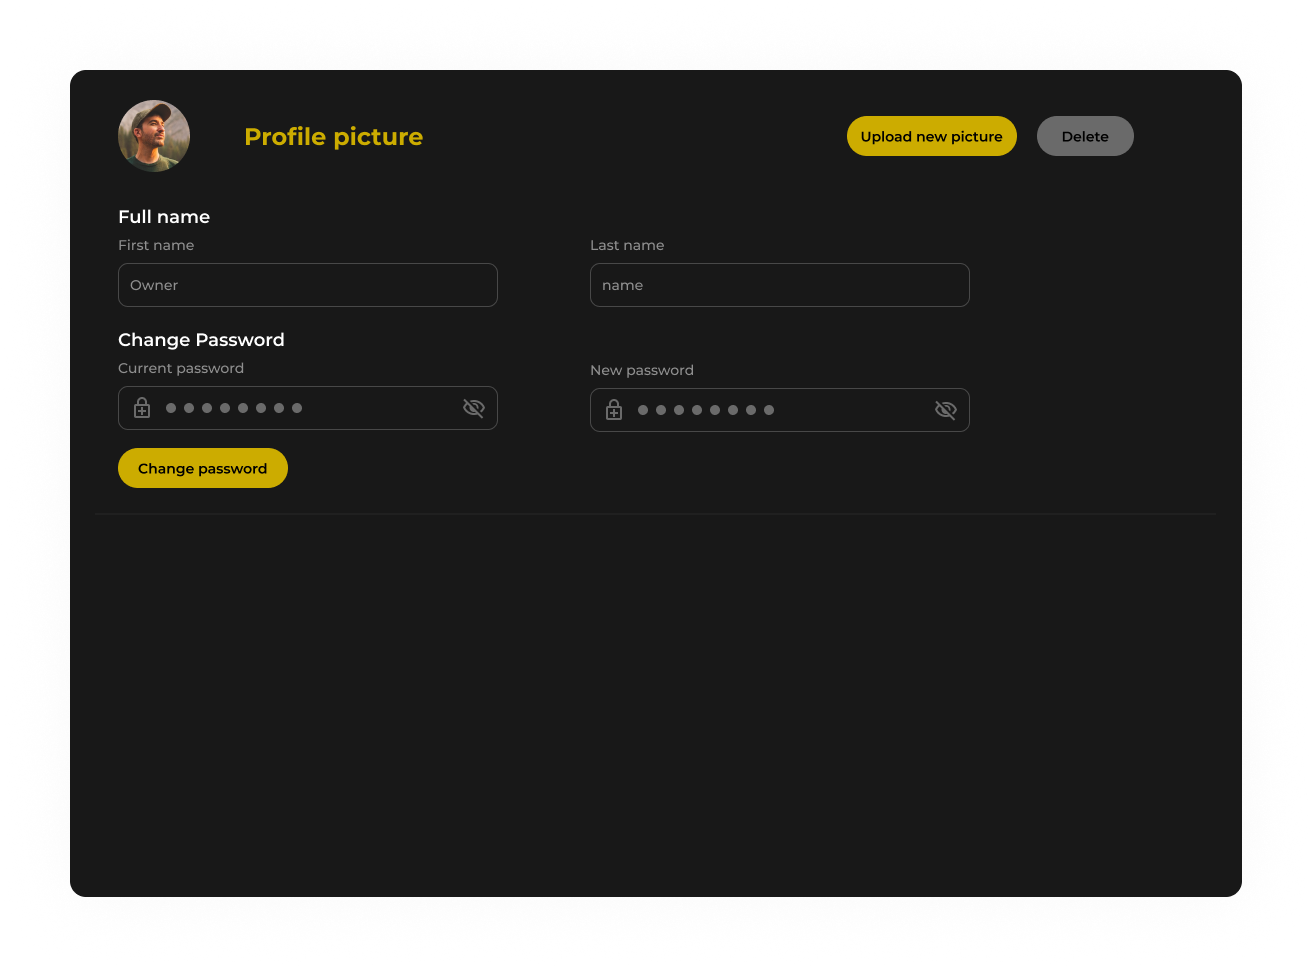 Profile picture
Upload new picture
Delete
Full name
First name
Last name
Owner
name
Change Password
Current password
New password
Change password